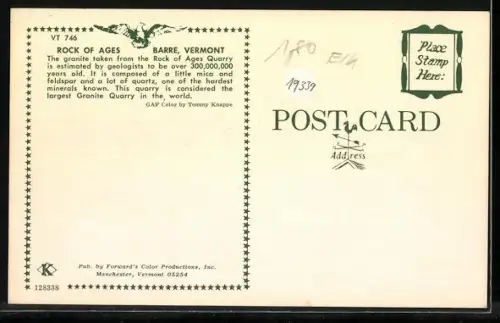 VT 746
ROCK OF AGES BARRE, VERMONT
The granite taken from the Rock of Ages Quarry
is estimated by geologists to be over 300,000,000
years old. It is composed of a little mica and
feldspar and a lot of quartz, one of the hardest
minerals known. This quarry is considered the
largest Granite Quarry in the world.
GAF Color by Tommy Knappe
K
Pub. by Forward's Color Productions, Inc.
Manchester, Vermont 05254
128338
1,80
19339
Place
Stamp
Here:
POST CARD
Address